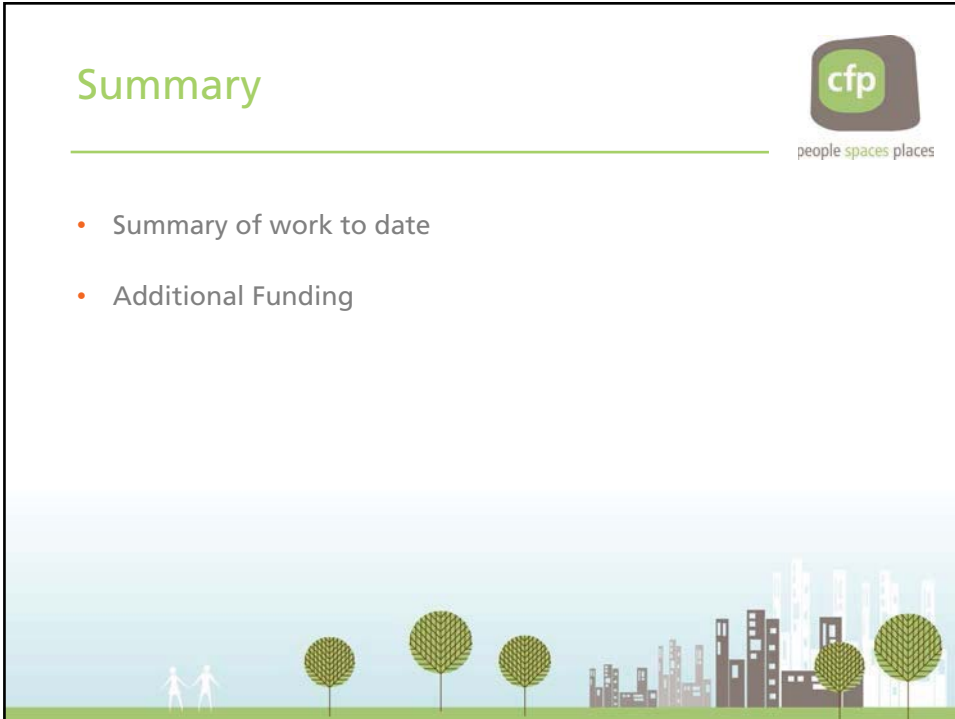 Summary
cfp
people spaces places
• Summary of work to date
• Additional Funding